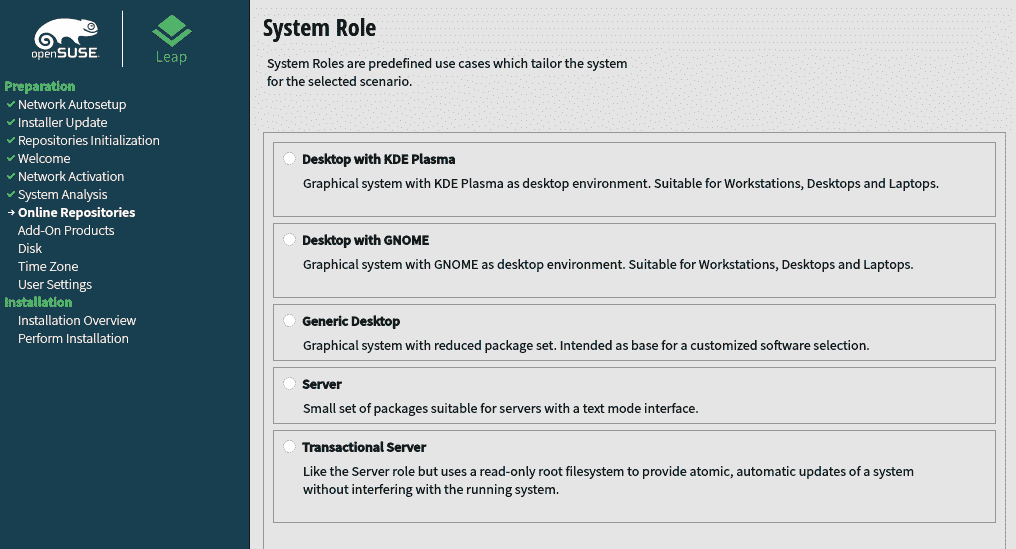 openSUSE.
Leap
Preparation
Network Autosetup
Installer Update
Repositories Initialization
Welcome
Network Activation
System Analysis
Online Repositories
Add-On Products
Disk
Time Zone
User Settings
Installation
Installation Overview
Perform Installation
System Role
System Roles are predefined use cases which tailor the system
for the selected scenario.
Desktop with KDE Plasma
Graphical system with KDE Plasma as desktop environment. Suitable for Workstations, Desktops and Laptops.
Desktop with GNOME
Graphical system with GNOME as desktop environment. Suitable for Workstations, Desktops and Laptops.
Generic Desktop
Graphical system with reduced package set. Intended as base for a customized software selection.
Server
Small set of packages suitable for servers with a text mode interface.
Transactional Server
Like the Server role but uses a read-only root filesystem to provide atomic, automatic updates of a system
without interfering with the running system.